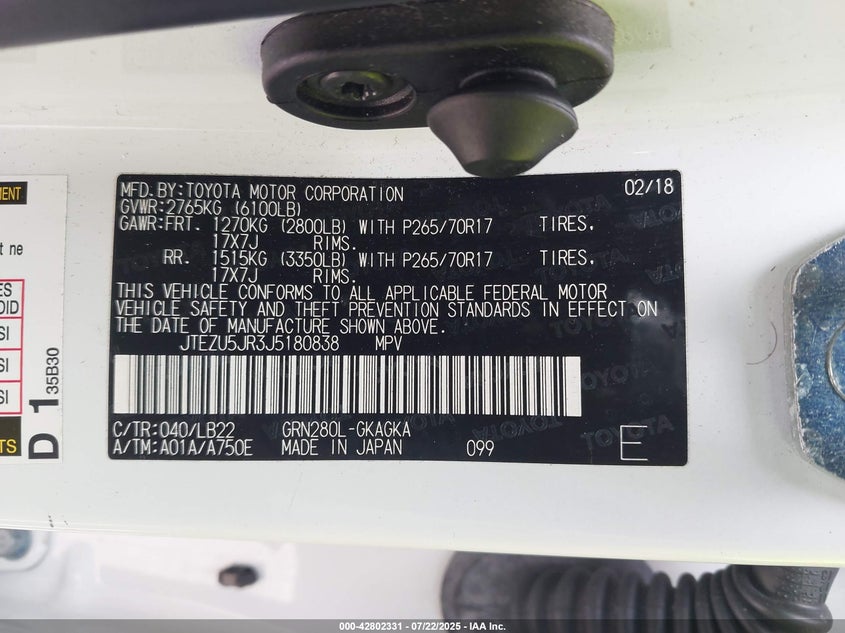 MFD.BY:TOYOTA MOTOR CORPORATION 02/18
GVWR:2765KG (6100LB)
GAWR:FRT. 1270KG (2800LB) WITH P265/70R17 TIRES.
17X7J RIMS.
RR. 1515KG (3350LB) WITH P265/70R17 TIRES.
17X7J RIMS.
THIS VEHICLE CONFORMS TO ALL APPLICABLE FEDERAL MOTOR
VEHICLE SAFETY AND THEFT PREVENTION STANDARDS IN EFFECT ON
THE DATE OF MANUFACTURE SHOWN ABOVE.
JTEZU5JR3J5180838 MPV
C/TR:040/LB22 GRN280L-GKAGKA
A/TM:A01A/A750E MADE IN JAPAN 099 E
D 1 35B30
000-42802331 - 07/22/2025 - IAA Inc.